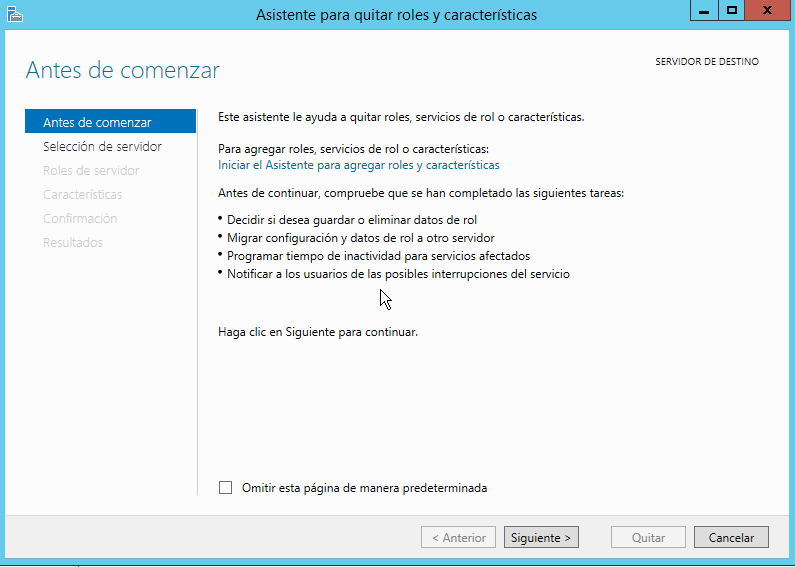 Asistente para quitar roles y características
Antes de comenzar
SERVIDOR DE DESTINO
Antes de comenzar
Selección de servidor
Roles de servidor
Características
Confirmación
Resultados
Este asistente le ayuda a quitar roles, servicios de rol o características.
Para agregar roles, servicios de rol o características:
Iniciar el Asistente para agregar roles y características
Antes de continuar, compruebe que se han completado las siguientes tareas:
• Decidir si desea guardar o eliminar datos de rol
• Migrar configuración y datos de rol a otro servidor
• Programar tiempo de inactividad para servicios afectados
• Notificar a los usuarios de las posibles interrupciones del servicio
Haga clic en Siguiente para continuar.
Omitir esta página de manera predeterminada
< Anterior
Siguiente >
Quitar
Cancelar